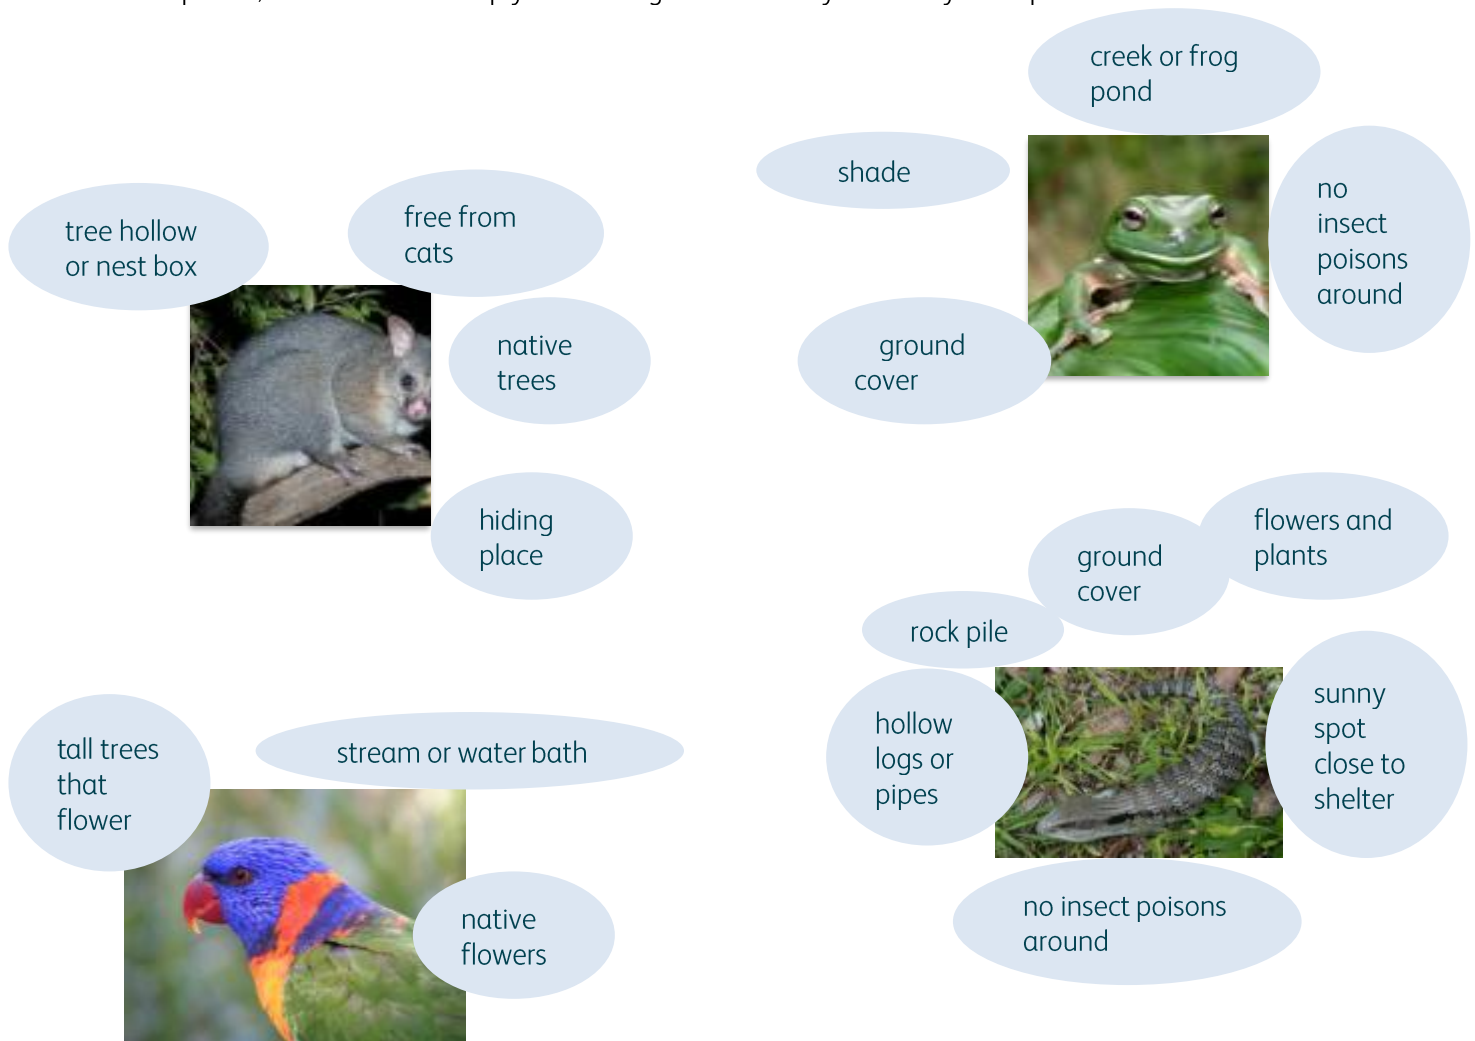 creek or frog
pond
shade
no
insect
poisons
around
ground
cover
tree hollow
or nest box
free from
cats
native
trees
hiding
place
flowers and
plants
ground
cover
rock pile
hollow
logs or
pipes
sunny
spot
close to
shelter
no insect poisons
around
tall trees
that
flower
stream or water bath
native
flowers